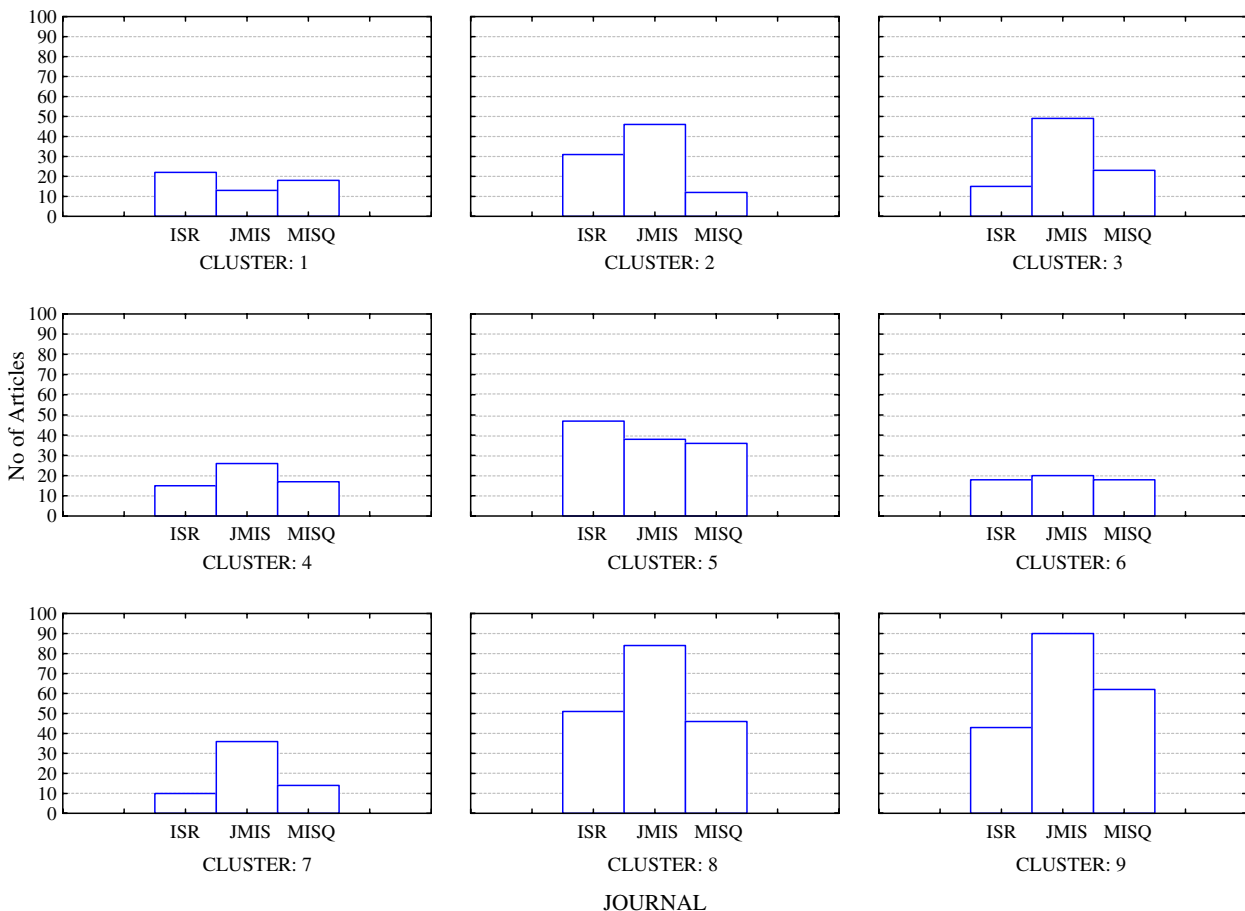 100
90
80
70
60
50
40
30
20
10
0
ISR JMIS MISQ
CLUSTER: 1
ISR JMIS MISQ
CLUSTER: 2
ISR JMIS MISQ
CLUSTER: 3
No of Articles
100
90
80
70
60
50
40
30
20
10
0
ISR JMIS MISQ
CLUSTER: 4
ISR JMIS MISQ
CLUSTER: 5
ISR JMIS MISQ
CLUSTER: 6
100
90
80
70
60
50
40
30
20
10
0
ISR JMIS MISQ
CLUSTER: 7
ISR JMIS MISQ
CLUSTER: 8
ISR JMIS MISQ
CLUSTER: 9
JOURNAL